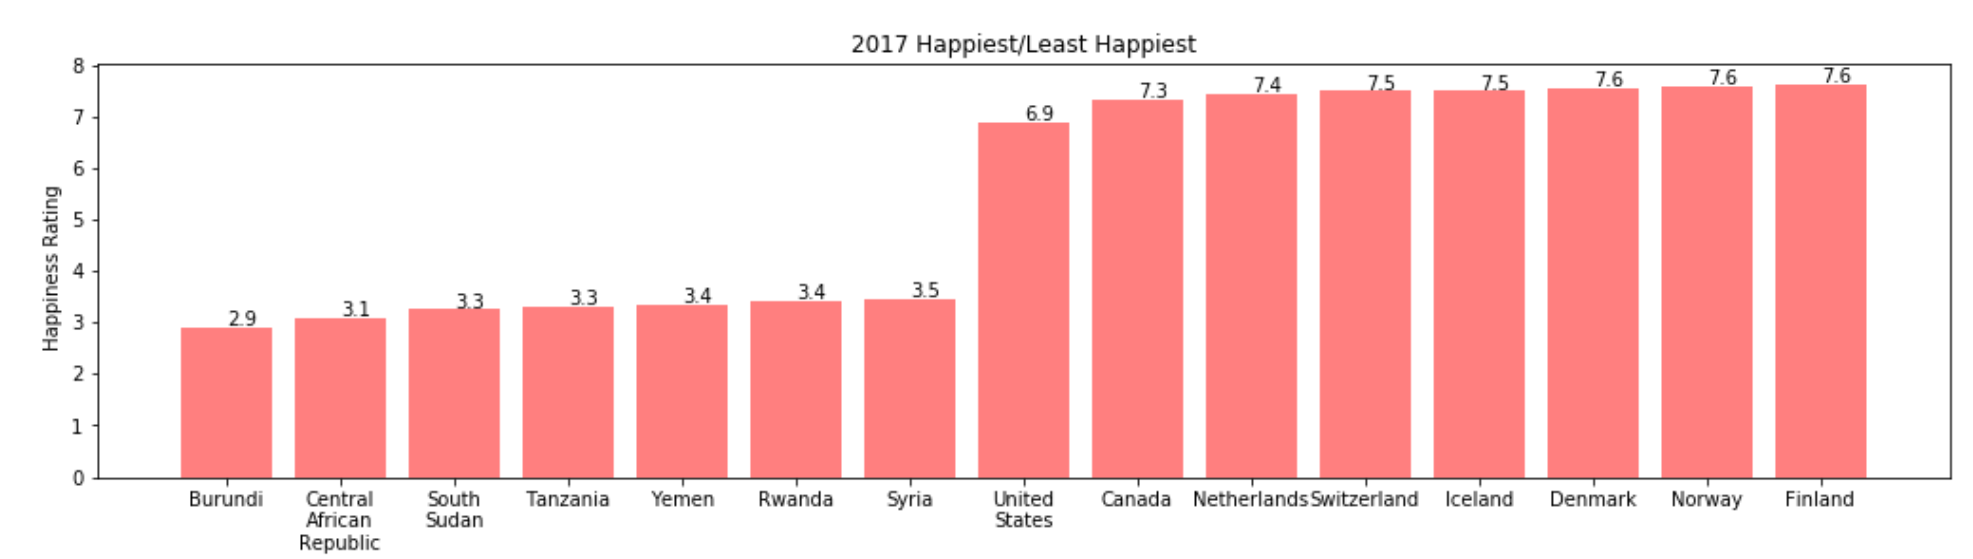 2017 Happiest/Least Happiest
Happiness Rating
8
7
6
5
4
3
2
1
0
2.9 3.1 3.3 3.3 3.4 3.4 3.5 6.9 7.3 7.4 7.5 7.5 7.6 7.6 7.6
Burundi Central South Tanzania Yemen Rwanda Syria United Canada Netherlands Switzerland Iceland Denmark Norway Finland
African Sudan States
Republic